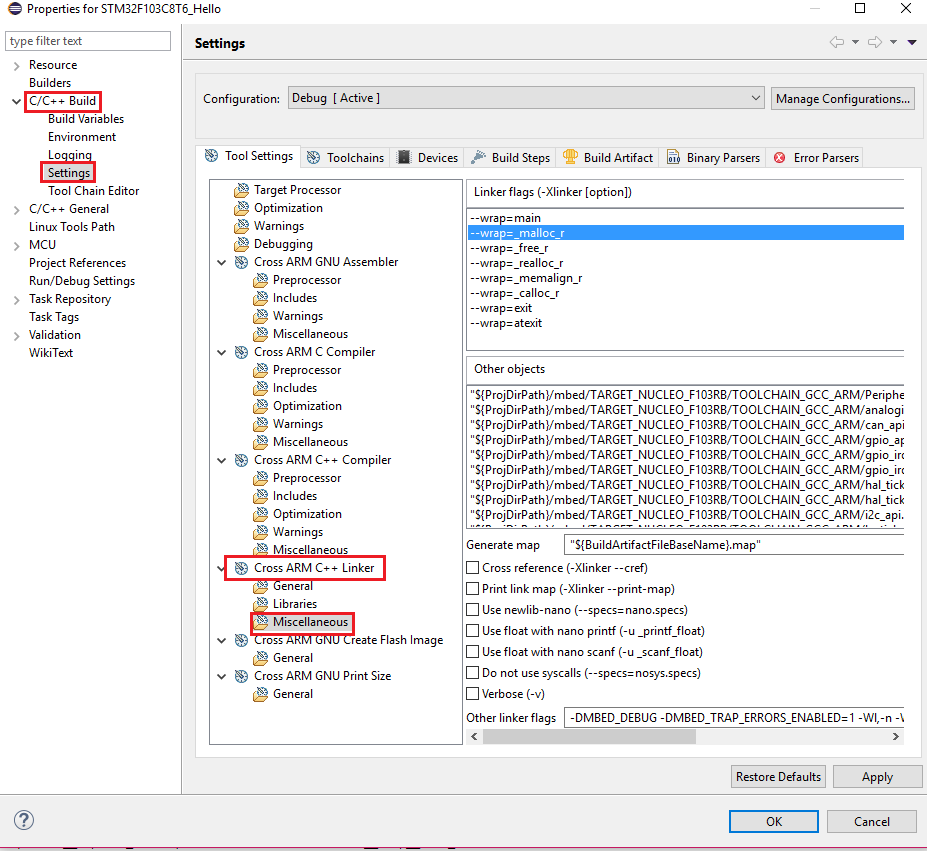 Properties for STM32F103C8T6_Hello
type filter text
Resource
Builders
C/C++ Build
Build Variables
Environment
Logging
Settings
Tool Chain Editor
C/C++ General
Linux Tools Path
MCU
Project References
Run/Debug Settings
Task Repository
Task Tags
Validation
WikiText
Settings
Configuration: Debug [ Active ] Manage Configurations...
Tool Settings Toolchains Devices Build Steps Build Artifact Binary Parsers Error Parsers
Target Processor
Optimization
Warnings
Debugging
Cross ARM GNU Assembler
Preprocessor
Includes
Warnings
Miscellaneous
Cross ARM C Compiler
Preprocessor
Includes
Optimization
Warnings
Miscellaneous
Cross ARM C++ Compiler
Preprocessor
Includes
Optimization
Warnings
Miscellaneous
Cross ARM C++ Linker
General
Libraries
Miscellaneous
Cross ARM GNU Create Flash Image
General
Cross ARM GNU Print Size
General
Linker flags (-Xlinker [option])
--wrap=main
--wrap=_malloc_r
--wrap=_free_r
--wrap=_realloc_r
--wrap=_memalign_r
--wrap=_calloc_r
--wrap=exit
--wrap=atexit
Other objects
"${ProjDirPath}/mbed/TARGET_NUCLEO_F103RB/TOOLCHAIN_GCC_ARM/Periphe
"${ProjDirPath}/mbed/TARGET_NUCLEO_F103RB/TOOLCHAIN_GCC_ARM/analogi
"${ProjDirPath}/mbed/TARGET_NUCLEO_F103RB/TOOLCHAIN_GCC_ARM/can_api
"${ProjDirPath}/mbed/TARGET_NUCLEO_F103RB/TOOLCHAIN_GCC_ARM/gpio_ap
"${ProjDirPath}/mbed/TARGET_NUCLEO_F103RB/TOOLCHAIN_GCC_ARM/gpio_irq
"${ProjDirPath}/mbed/TARGET_NUCLEO_F103RB/TOOLCHAIN_GCC_ARM/gpio_irq
"${ProjDirPath}/mbed/TARGET_NUCLEO_F103RB/TOOLCHAIN_GCC_ARM/hal_tick
"${ProjDirPath}/mbed/TARGET_NUCLEO_F103RB/TOOLCHAIN_GCC_ARM/hal_tick
"${ProjDirPath}/mbed/TARGET_NUCLEO_F103RB/TOOLCHAIN_GCC_ARM/i2c_api.
Generate map "${BuildArtifactFileBaseName}.map"
Cross reference (-Xlinker --cref)
Print link map (-Xlinker --print-map)
Use newlib-nano (--specs=nano.specs)
Use float with nano printf (-u _printf_float)
Use float with nano scanf (-u _scanf_float)
Do not use syscalls (--specs=nosys.specs)
Verbose (-v)
Other linker flags -DMBED_DEBUG -DMBED_TRAP_ERRORS_ENABLED=1 -Wl,-n -W
Restore Defaults Apply
OK Cancel